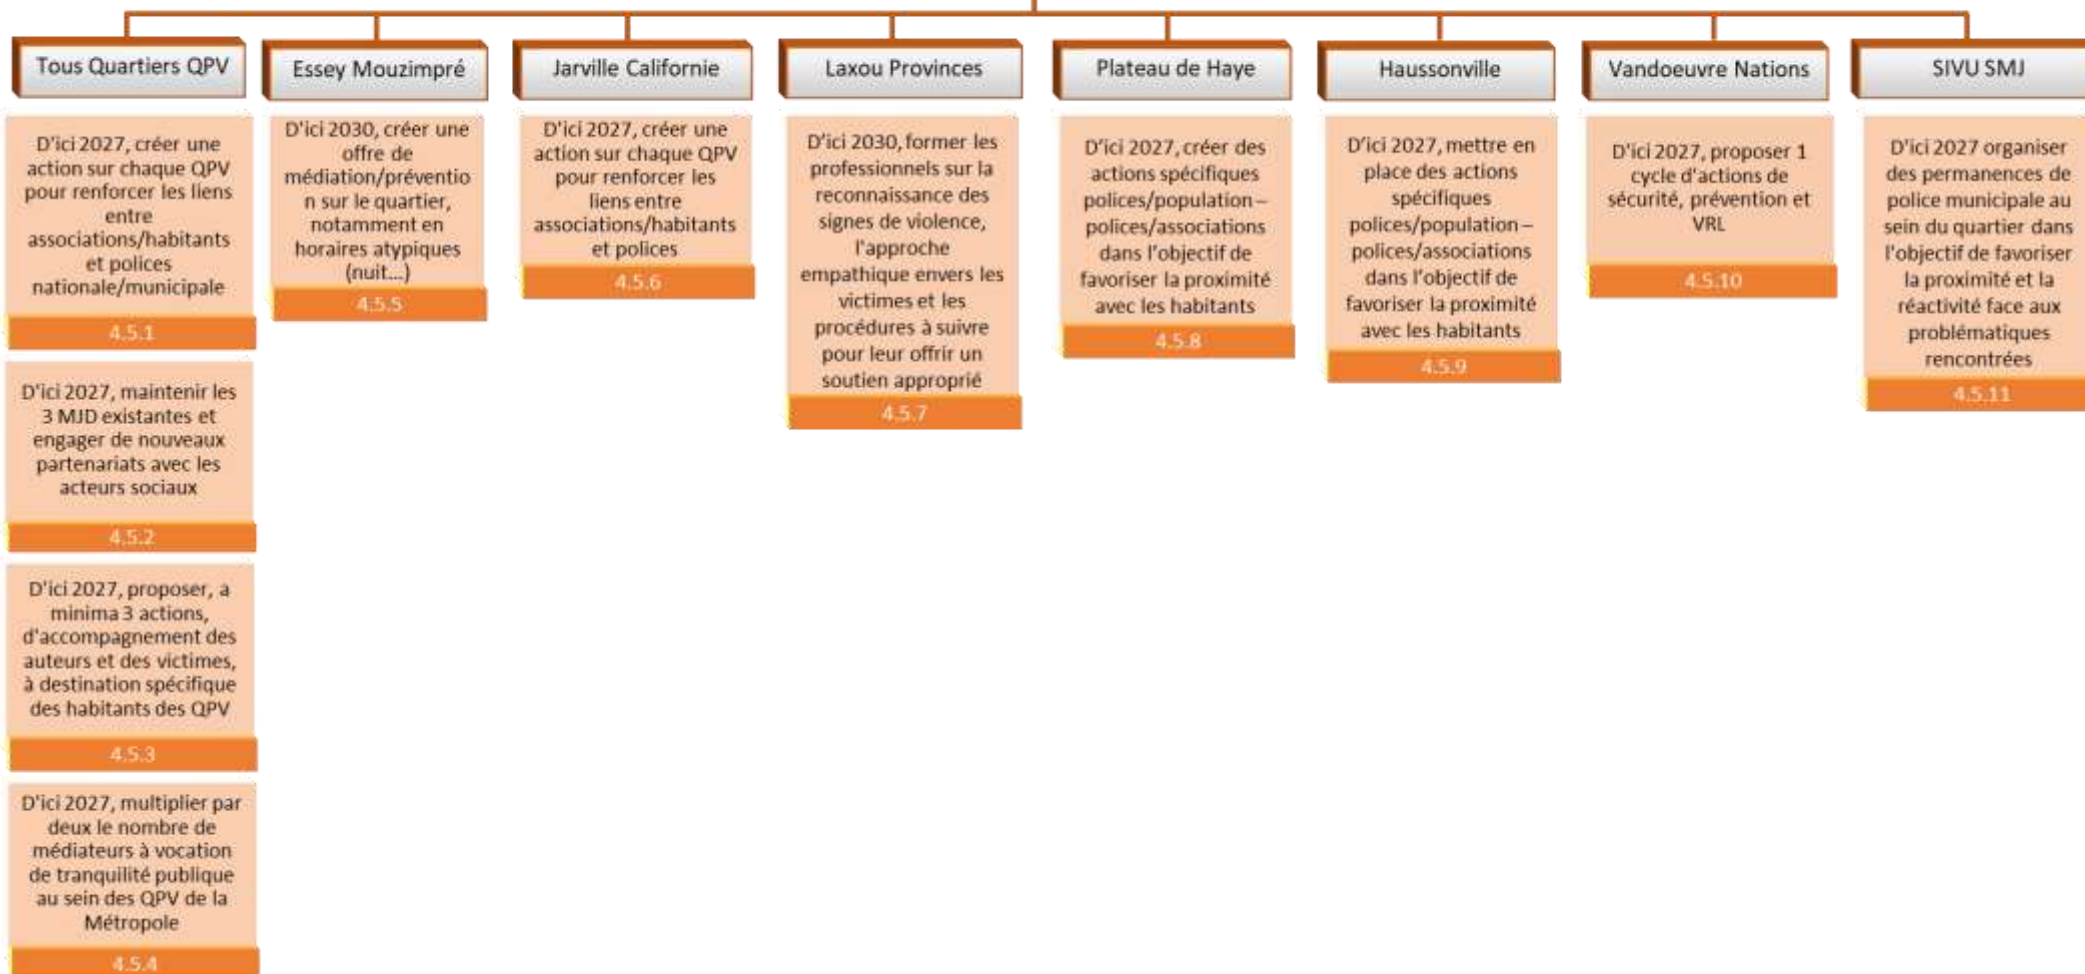 Tous Quartiers QPV
D'ici 2027, créer une
action sur chaque QPV
pour renforcer les liens
entre
associations/habitants
et polices
nationale/municipale
4.5.1
D'ici 2027, maintenir les
3 MJD existantes et
engager de nouveaux
partenariats avec les
acteurs sociaux
4.5.2
D'ici 2027, proposer, a
minima 3 actions,
d'accompagnement des
auteurs et des victimes,
à destination spécifique
des habitants des QPV
4.5.3
D'ici 2027, multiplier par
deux le nombre de
médiateurs à vocation
de tranquilité publique
au sein des QPV de la
Métropole
4.5.4
Essey Mouzimpré
D'ici 2030, créer une
offre de
médiation/préventio
n sur le quartier,
notamment en
horaires atypiques
(nuit...)
4.5.5
Jarville Californie
D'ici 2027, créer une
action sur chaque QPV
pour renforcer les
liens entre
associations/habitants
et polices
4.5.6
Laxou Provinces
D'ici 2030, former les
professionnels sur la
reconnaissance des
signes de violence,
l'approche
empathique envers les
victimes et les
procédures à suivre
pour leur offrir un
soutien approprié
4.5.7
Plateau de Haye
D'ici 2027, créer des
actions spécifiques
polices/population –
polices/associations
dans l'objectif de
favoriser la proximité
avec les habitants
4.5.8
Haussonville
D'ici 2027, mettre en
place des actions
spécifiques
polices/population –
polices/associations
dans l'objectif de
favoriser la proximité
avec les habitants
4.5.9
Vandoeuvre Nations
D'ici 2027, proposer 1
cycle d'actions de
sécurité, prévention et
VRL
4.5.10
SIVU SMJ
D'ici 2027 organiser
des permanences de
police municipale au
sein du quartier dans
l'objectif de favoriser
la proximité et la
réactivité face aux
problématiques
rencontrées
4.5.11